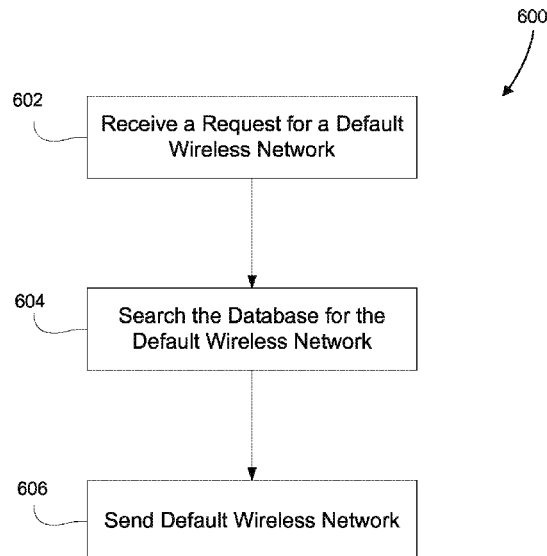 600
602
Receive a Request for a Default
Wireless Network
604
Search the Database for the
Default Wireless Network
606
Send Default Wireless Network